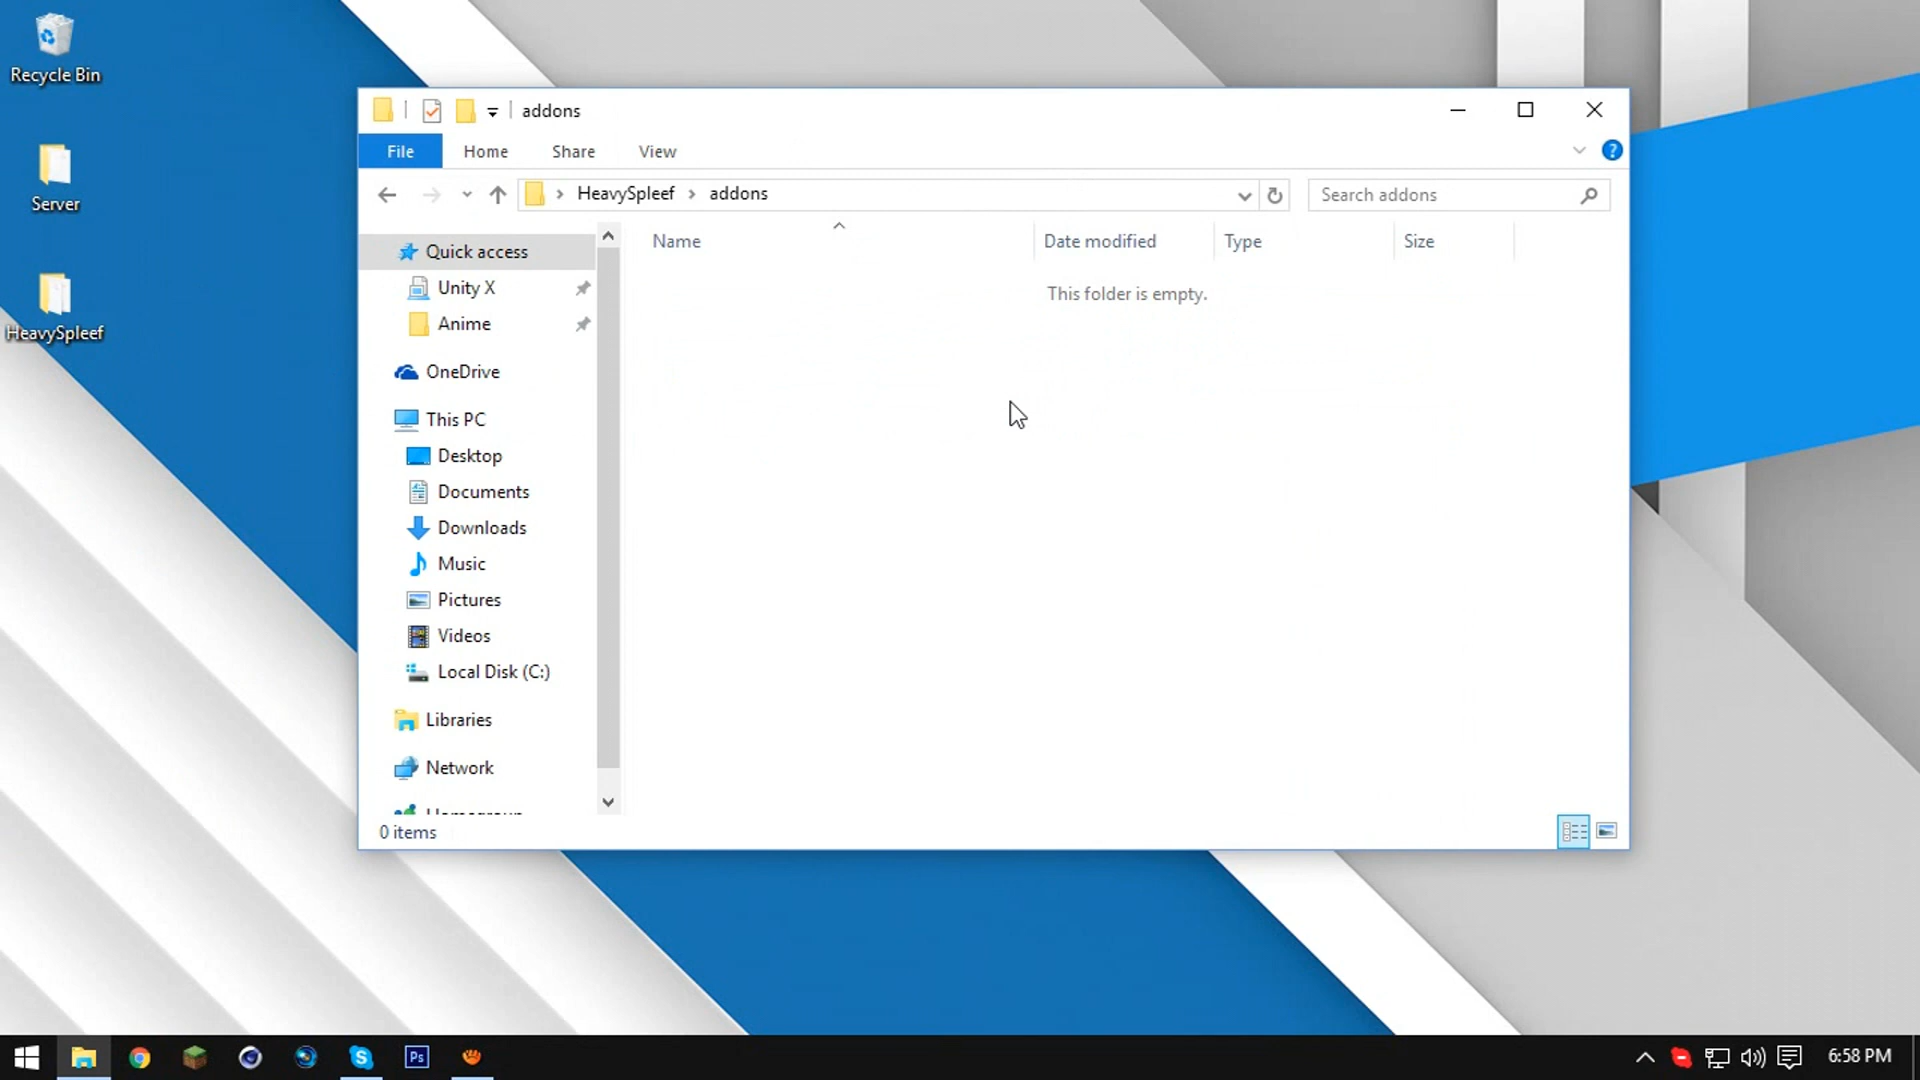 Recycle Bin
Server
HeavySpleef
addons
File Home Share View
HeavySpleef addons
Search addons
Name Date modified Type Size
This folder is empty.
Quick access
Unity X
Anime
OneDrive
This PC
Desktop
Documents
Downloads
Music
Pictures
Videos
Local Disk (C:)
Libraries
Network
Homegroup
0 items
Ps
6:58 PM